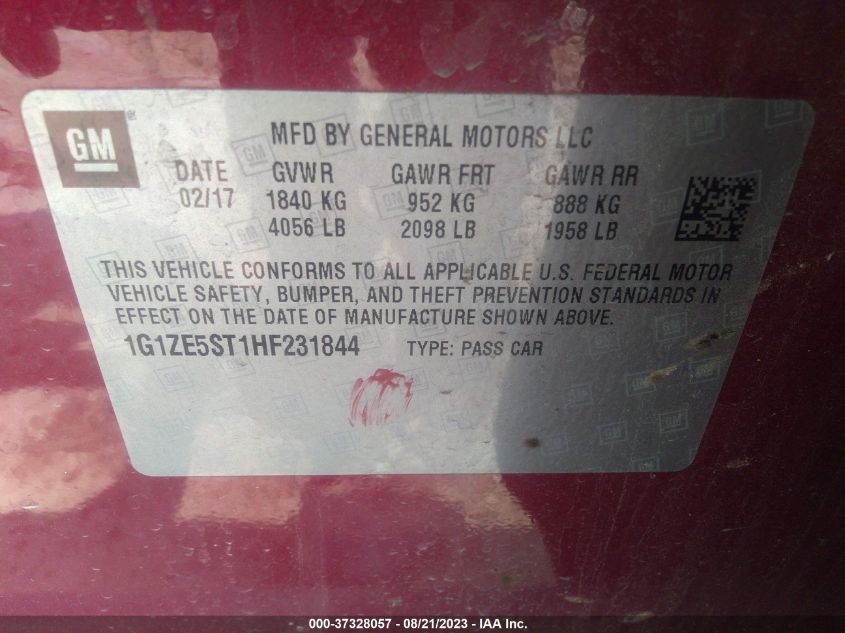 GM
MFD BY GENERAL MOTORS LLC
DATE GVWR GAWR FRT GAWR RR
02/17 1840 KG 952 KG 888 KG
4056 LB 2098 LB 1958 LB
THIS VEHICLE CONFORMS TO ALL APPLICABLE U.S. FEDERAL MOTOR
VEHICLE SAFETY, BUMPER, AND THEFT PREVENTION STANDARDS IN
EFFECT ON THE DATE OF MANUFACTURE SHOWN ABOVE.
1G1ZE5ST1HF231844 TYPE: PASS CAR
000-37328057 - 08/21/2023 - COPYRIGHT IAA, INC.